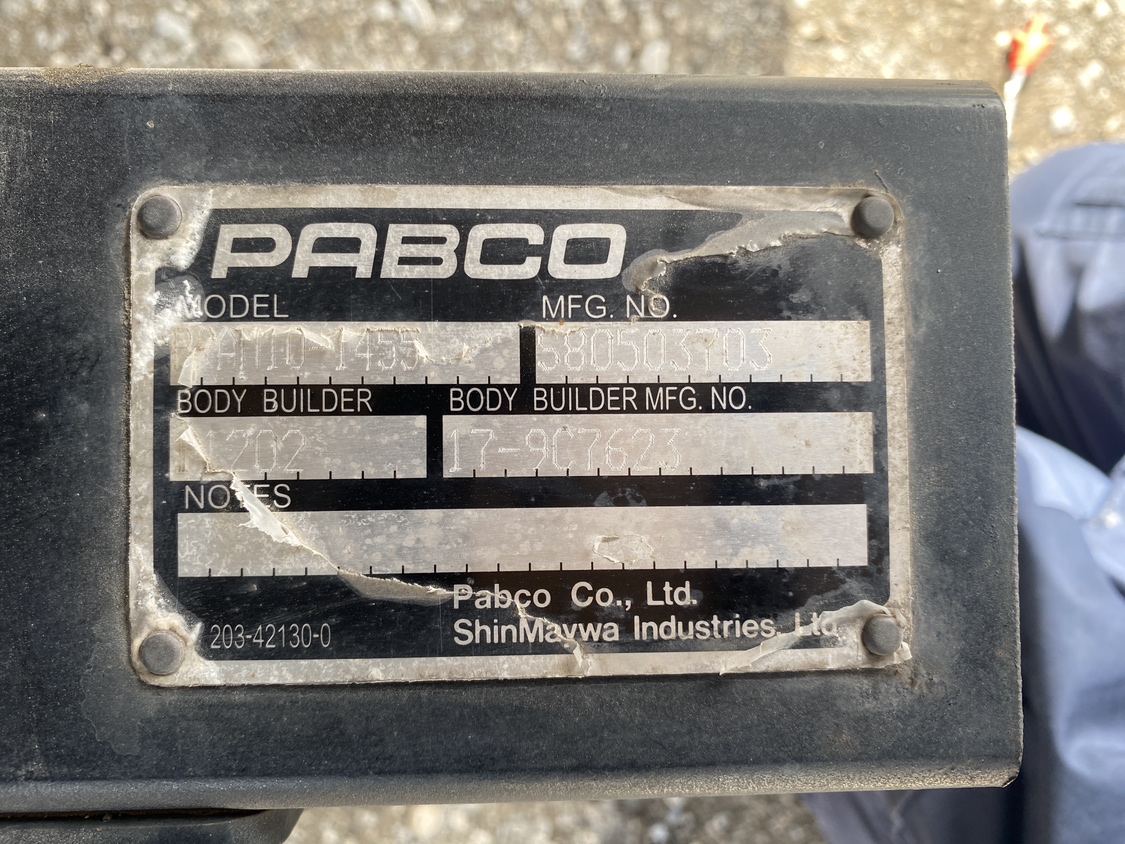 PABCO
MODEL MFG. NO.
580503703
BODY BUILDER BODY BUILDER MFG. NO.
17-9C7623
NOTES
Pabco Co., Ltd.
203-42130-0 ShinMaywa Industries, Ltd.